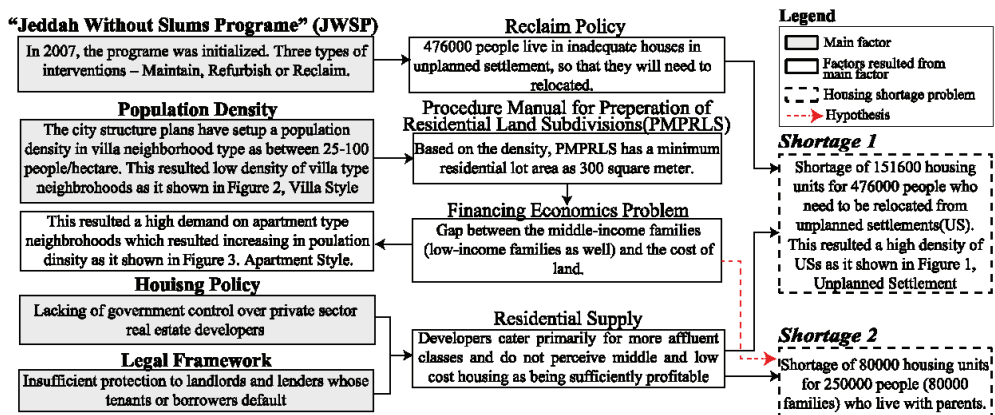 “Jeddah Without Slums Programe” (JWSP)
In 2007, the programe was initialized. Three types of
interventions – Maintain, Refurbish or Reclaim.
Reclaim Policy
476000 people live in inadequate houses in
unplanned settlement, so that they will need to
relocated.
Legend
Main factor
Factors resulted from
main factor
Housing shortage problem
Hypothesis
Population Density
The city structure plans have setup a population
density in villa neighborhood type as between 25-100
people/hectare. This resulted low density of villa
type neighbrohoods as it shown in Figure 2, Villa Style
Procedure Manual for Preperation of
Residential Land Subdivisions(PMPRLS)
Based on the density, PMPRLS has a minimum
residential lot area as 300 square meter.
Shortage 1
Shortage of 151600 housing
units for 476000 people who
need to be relocated from
unplanned settlements(US).
This resulted a high density of
USs as it shown in Figure 1,
Unplanned Settlement
This resulted a high demand on apartment type
neighbrohoods which resulted increasing in poulation
dinsity as it shown in Figure 3. Apartment Style.
Financing Economics Problem
Gap between the middle-income families
(low-income families as well) and the cost of
land.
Houisng Policy
Lacking of government control over private sector
real estate developers
Legal Framework
Insufficient protection to landlords and lenders whose
tenants or borrowers default
Residential Supply
Developers cater primarily for more affluent
classes and do not perceive middle and low
cost housing as being sufficiently profitable
Shortage 2
Shortage of 80000 housing units
for 250000 people (80000
families) who live with parents.